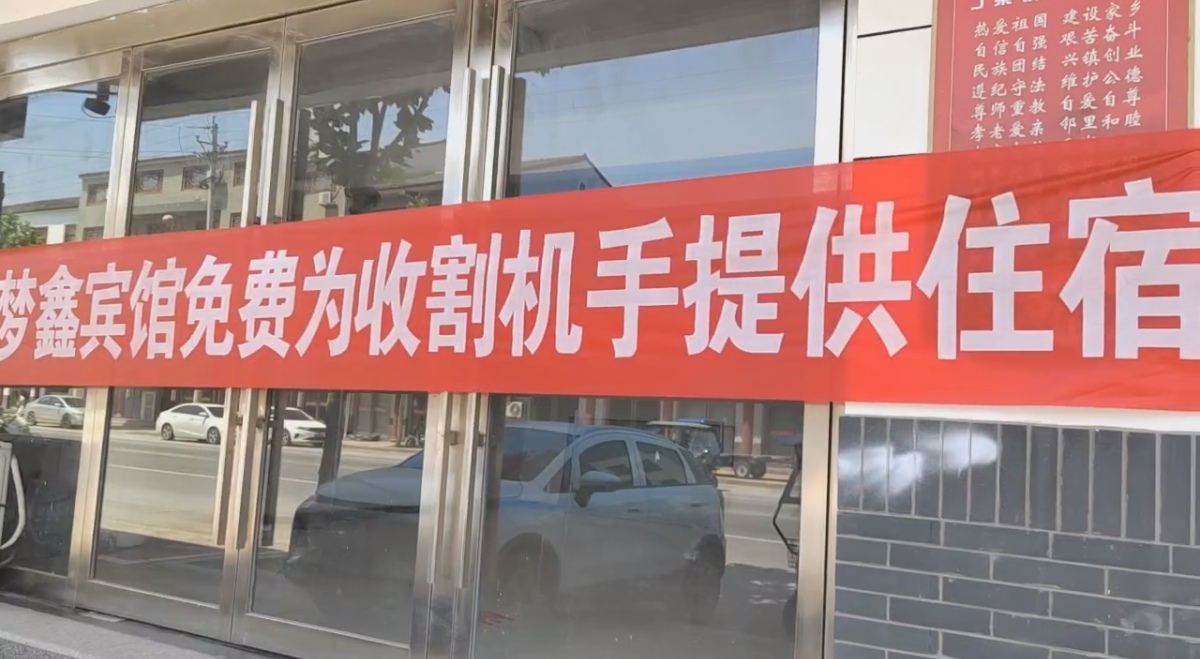 热爱祖国 建设家乡
自信自强 艰苦奋斗
民族团结 兴镇创业
遵纪守法 维护公德
尊师重教 自爱自尊
孝老爱亲 邻里和睦
梦鑫宾馆免费为收割机手提供住宿